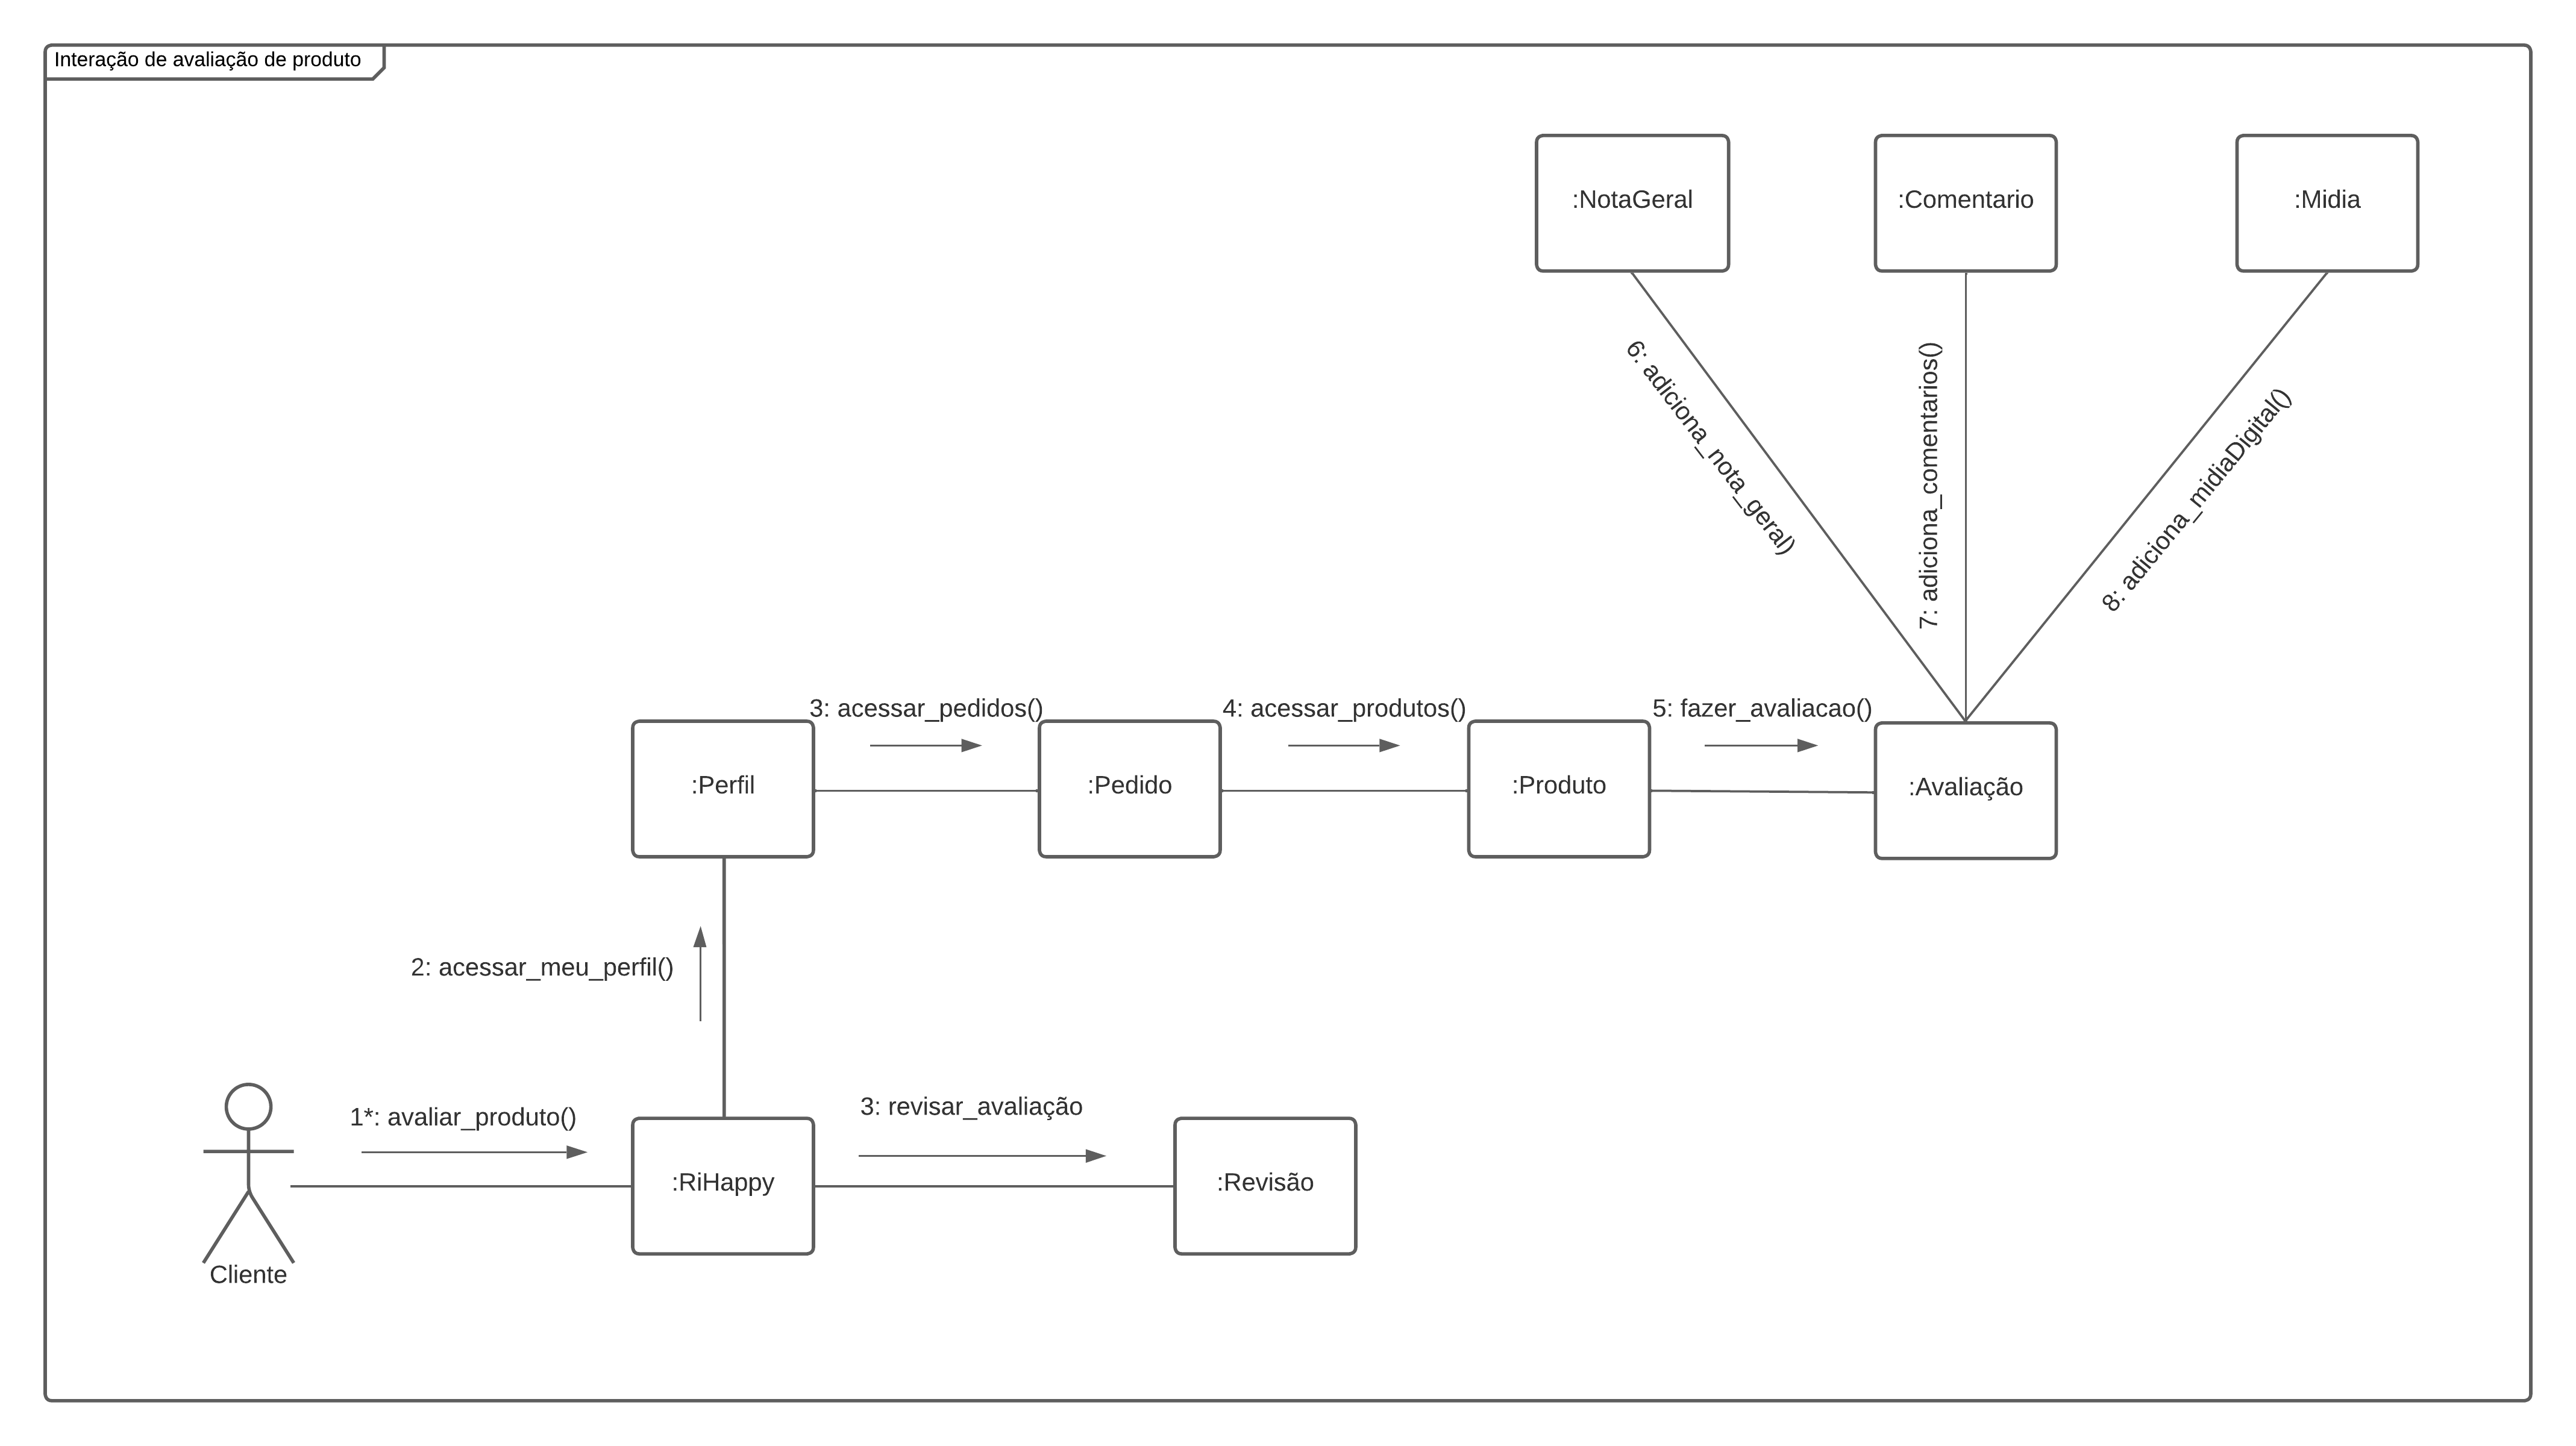 Interação de avaliação de produto
:NotaGeral
:Comentario
:Midia
6: adiciona_nota_geral)
7: adiciona_comentarios()
8: adiciona_midiaDigital()
3: acessar_pedidos()
4: acessar_produtos()
5: fazer_avaliacao()
:Perfil
:Pedido
:Produto
:Avaliação
2: acessar_meu_perfil()
1*: avaliar_produto()
3: revisar_avaliação
:RiHappy
:Revisão
Cliente